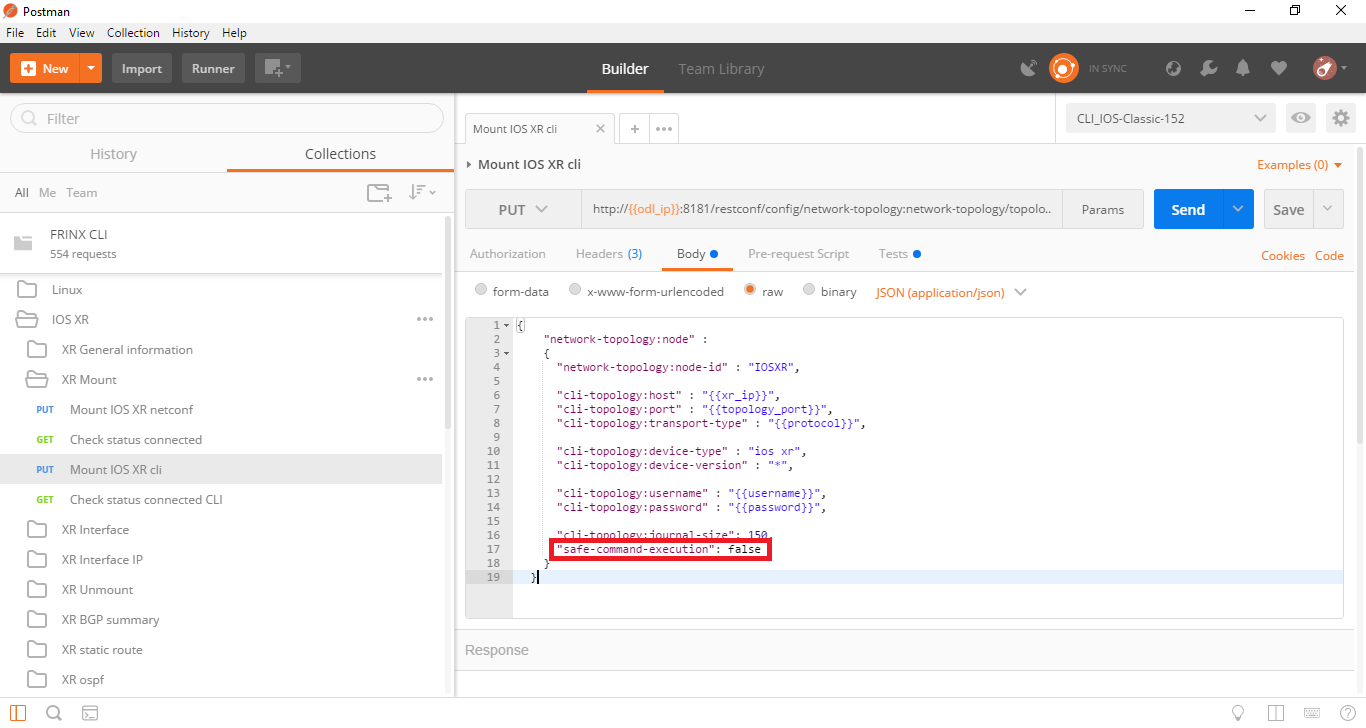 Postman
File Edit View Collection History Help
New Import Runner Builder Team Library IN SYNC
Filter
History Collections
All Me Team
FRINX CLI
554 requests
Linux
IOS XR
XR General information
XR Mount
PUT Mount IOS XR netconf
GET Check status connected
PUT Mount IOS XR cli
GET Check status connected CLI
XR Interface
XR Interface IP
XR Unmount
XR BGP summary
XR static route
XR ospf
Mount IOS XR cli
CLI_IOS-Classic-152
Mount IOS XR cli
Examples (0)
PUT http://{{odl_ip}}:8181/restconf/config/network-topology:network-topology/topolo.. Params Send Save
Authorization Headers (3) Body Pre-request Script Tests Cookies Code
form-data x-www-form-urlencoded raw binary JSON (application/json)
1 {
2 "network-topology:node" :
3 {
4 "network-topology:node-id" : "IOSXR",
5
6 "cli-topology:host" : "{{xr_ip}}",
7 "cli-topology:port" : "{{topology_port}}",
8 "cli-topology:transport-type" : "{{protocol}}",
9
10 "cli-topology:device-type" : "ios xr",
11 "cli-topology:device-version" : "*",
12
13 "cli-topology:username" : "{{username}}",
14 "cli-topology:password" : "{{password}}",
15
16 "cli-topology:journal-size": 150,
17 "safe-command-execution": false
18 }
19 }
Response